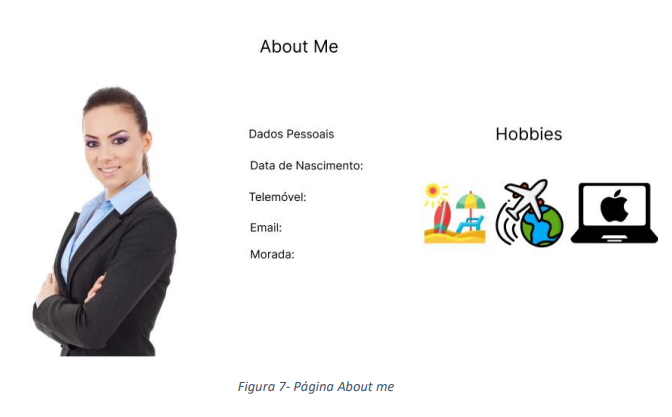 About Me
Dados Pessoais
Data de Nascimento:
Telemóvel:
Email:
Morada:
Hobbies
Figura 7- Página About me